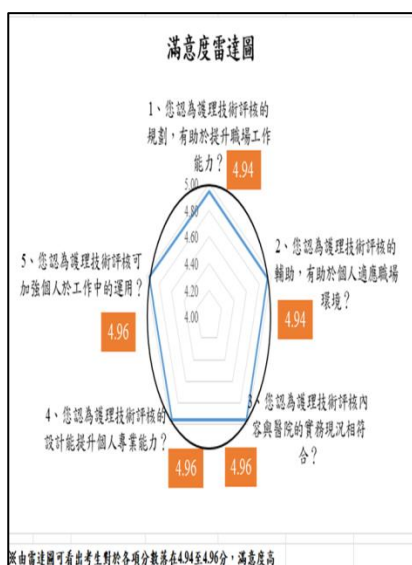 滿意度雷達圖
1、您認為護理技術評核的
規劃，有助於提升職場工作
能力？
4.94
5.00
4.80
4.60
4.40
4.20
4.00
2、您認為護理技術評核的
輔助，有助於個人適應職場
環境？
4.94
5、您認為護理技術評核可
加強個人於工作中的運用？
4.96
3、您認為護理技術評核內
容與醫院的實務現況相符
合？
4.96
4、您認為護理技術評核的
設計能提升個人專業能力？
4.96
※由雷達圖可看出考生對於各項分數落在4.94至4.96分，滿意度高